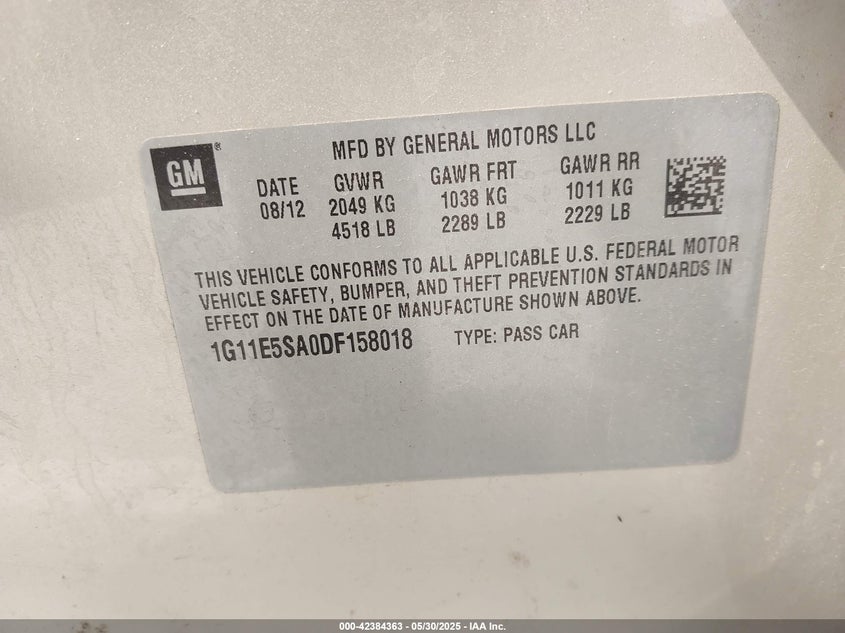 MFD BY GENERAL MOTORS LLC
GM®
DATE GVWR GAWR FRT GAWR RR
08/12 2049 KG 1038 KG 1011 KG
4518 LB 2289 LB 2229 LB
THIS VEHICLE CONFORMS TO ALL APPLICABLE U.S. FEDERAL MOTOR
VEHICLE SAFETY, BUMPER, AND THEFT PREVENTION STANDARDS IN
EFFECT ON THE DATE OF MANUFACTURE SHOWN ABOVE.
1G11E5SA0DF158018 TYPE: PASS CAR
000-42384363 - 05/30/2025 - IAA Inc.